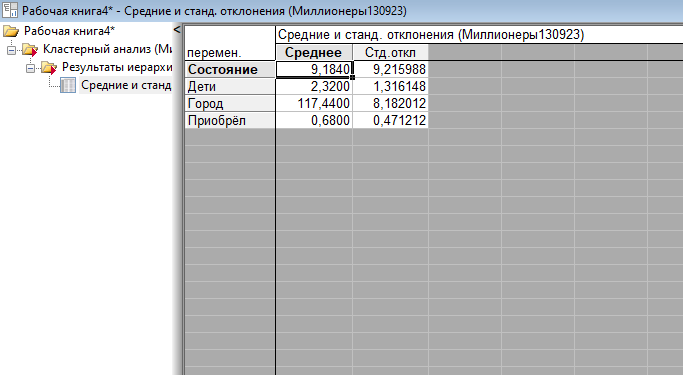 Рабочая книга4* - Средние и станд. отклонения (Миллионеры130923)
Рабочая книга4*
Кластерный анализ (Ми
Результаты иерархи
Средние и станд
Средние и станд. отклонения (Миллионеры130923)
перемен. Среднее Стд.откл
Состояние 9,1840 9,215988
Дети 2,3200 1,316148
Город 117,4400 8,182012
Приобрёл 0,6800 0,471212